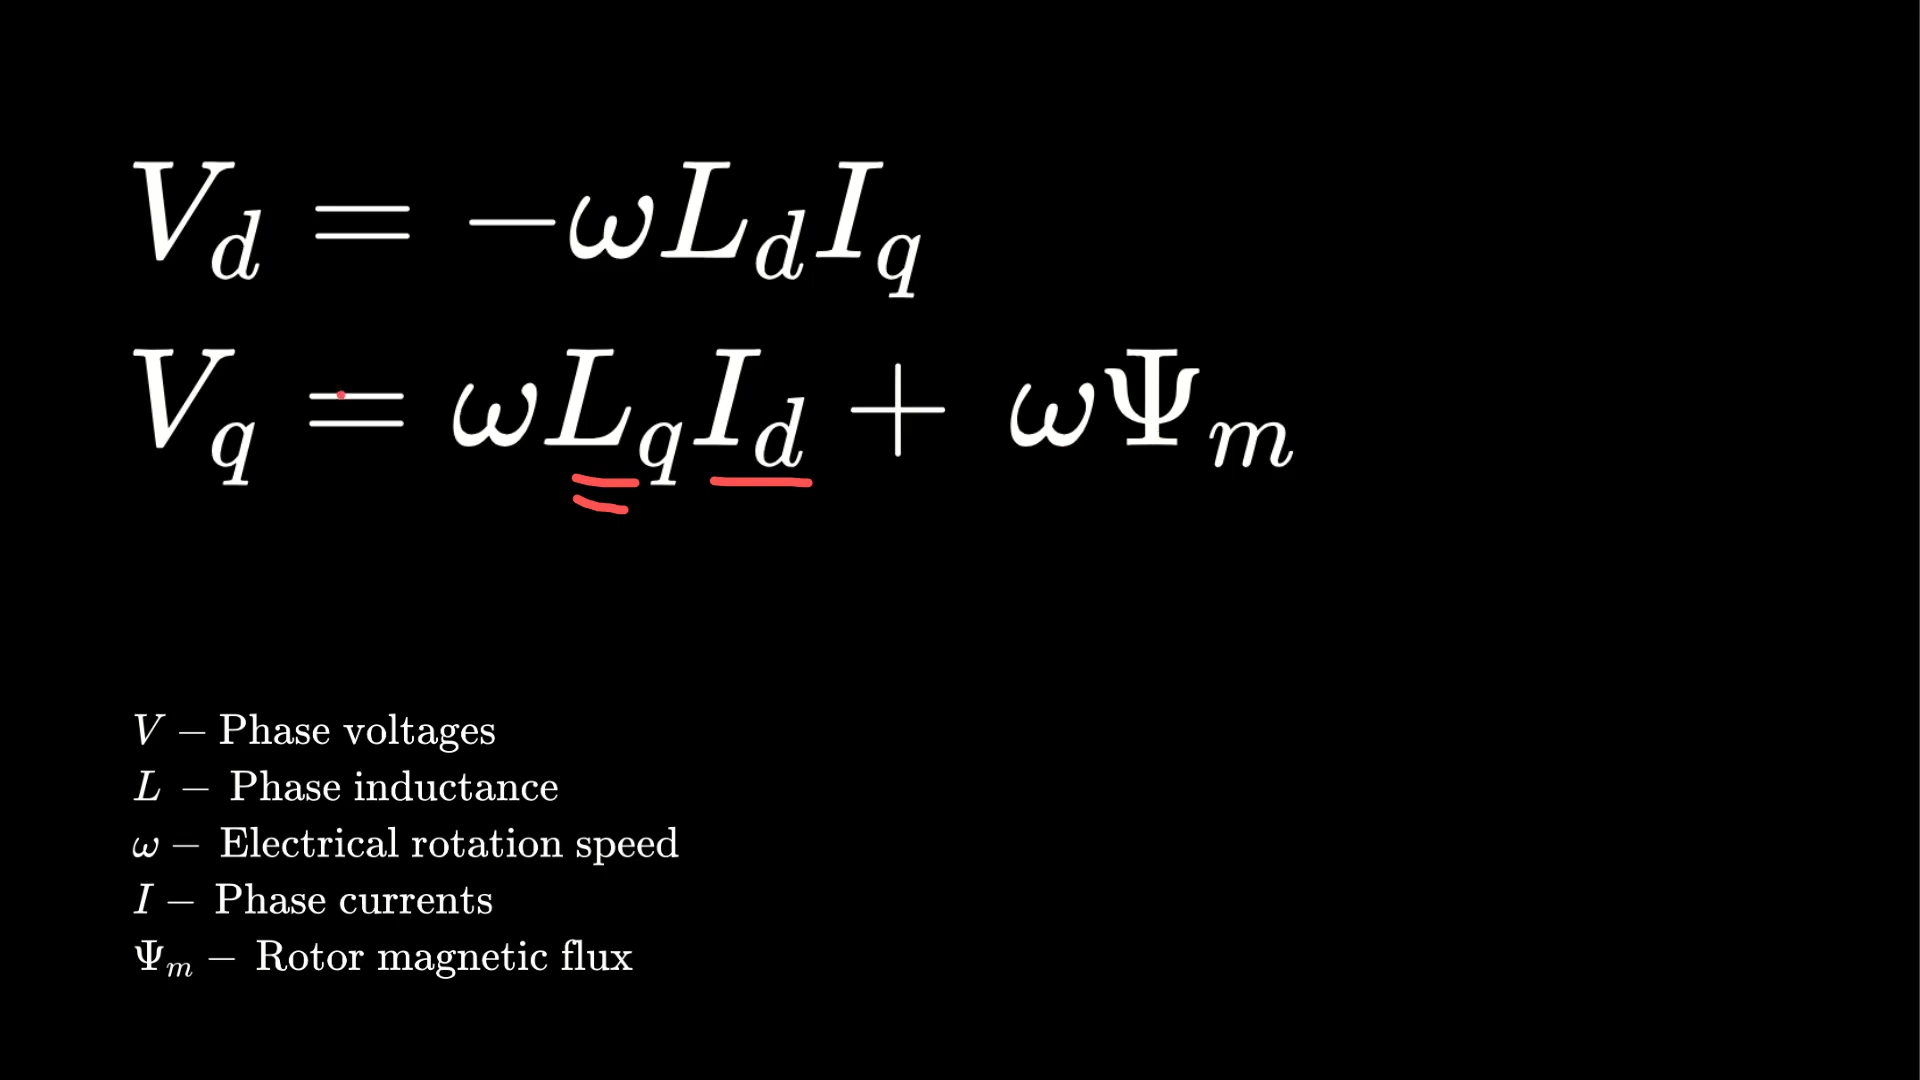 V_d = −ωL_dI_q
V_q = ωL_qI_d + ωΨ_m
V − Phase voltages
L − Phase inductance
ω − Electrical rotation speed
I − Phase currents
Ψ_m − Rotor magnetic flux